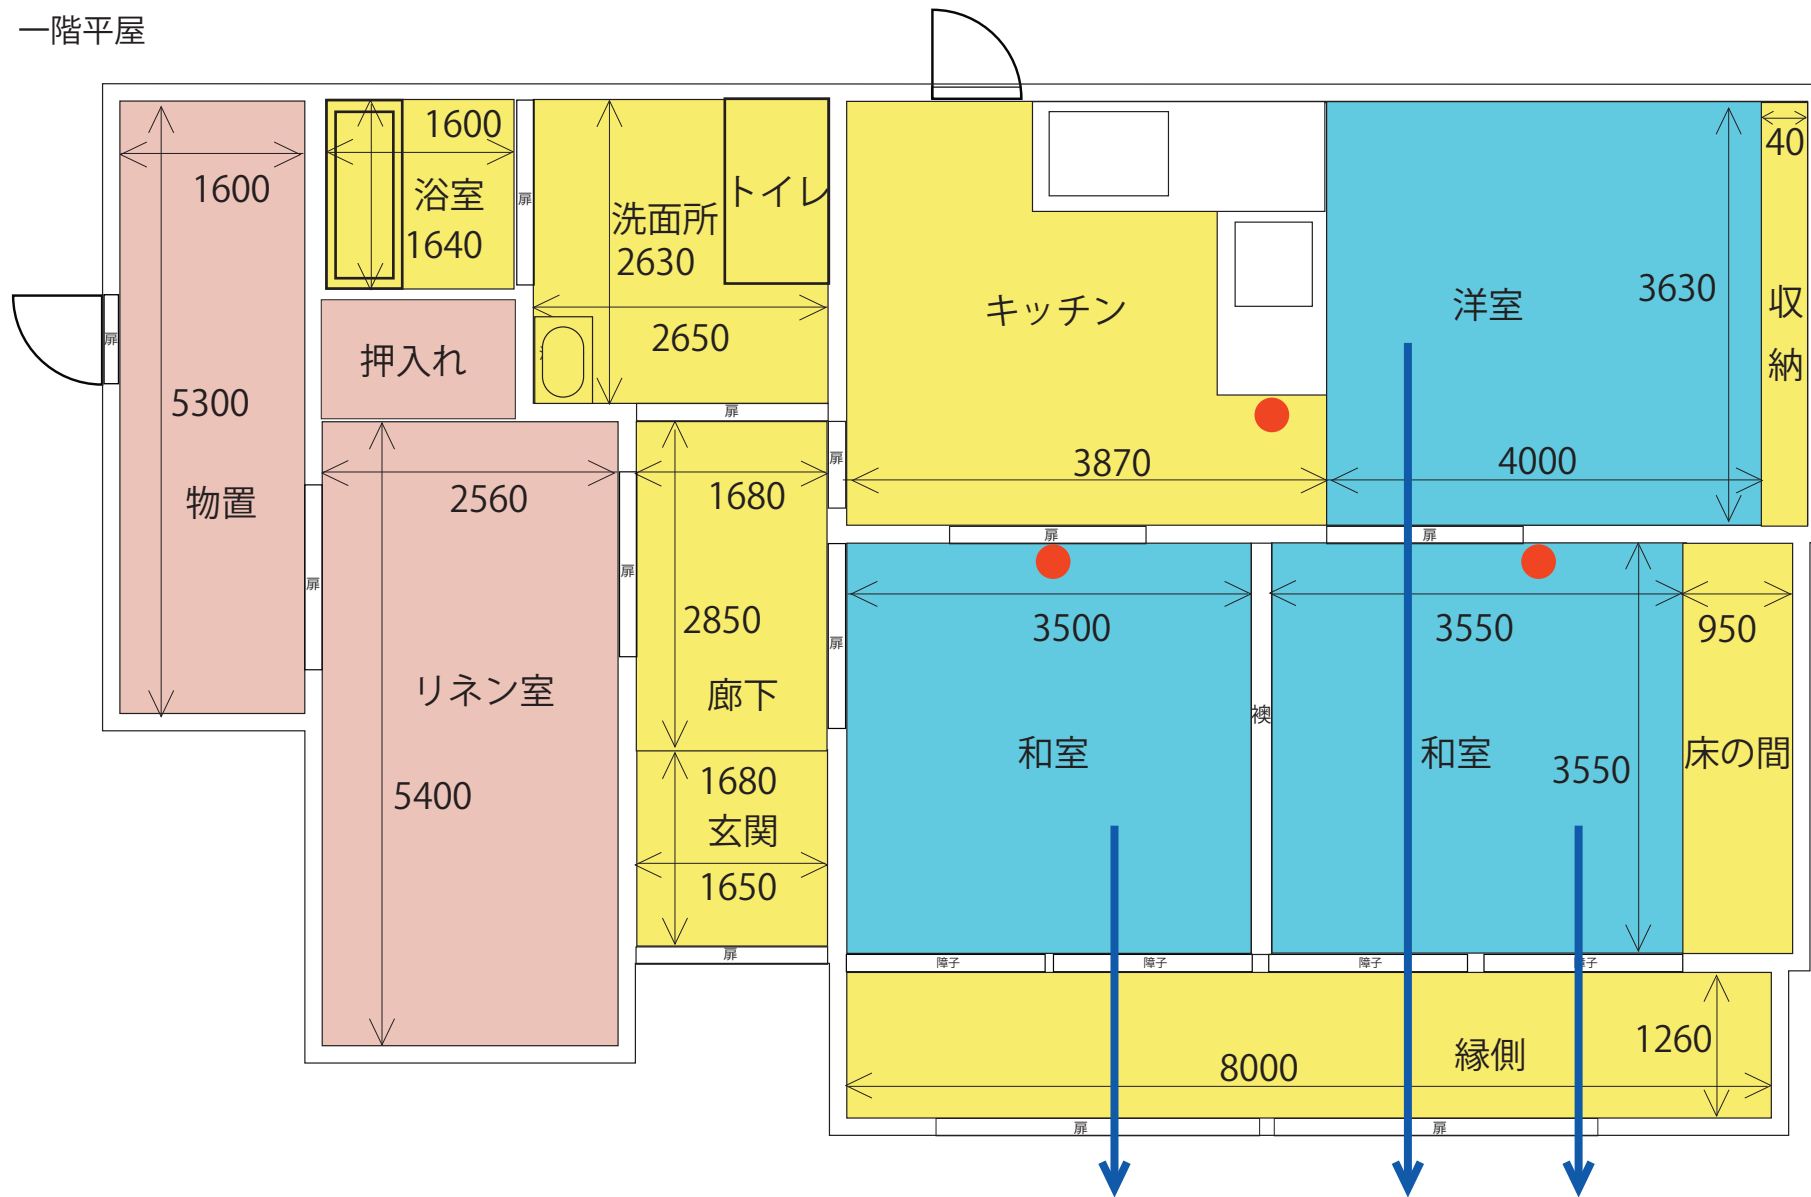 一階平屋
1600
5300
物置
扉
1600
浴室
1640
扉
洗面所
2630
2650
トイレ
押入れ
扉
キッチン
3870
扉
洋室
3630
4000
40
収
納
2560
リネン室
5400
扉
扉
1680
2850
廊下
1680
玄関
1650
扉
扉
扉
扉
3500
和室
襖
3550
和室
3550
950
床の間
障子
障子
障子
障子
8000
縁側
1260
扉
扉